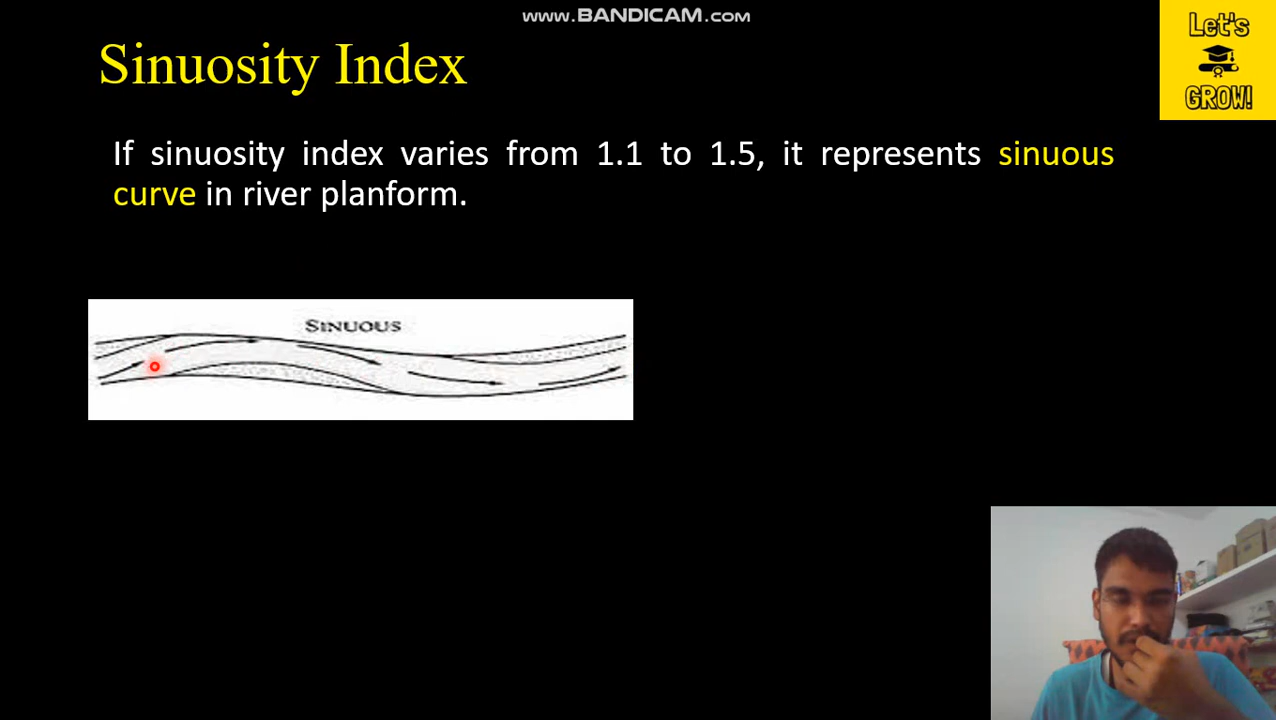 www.BANDICAM.com
Let's
GROW!
Sinuosity Index
If sinuosity index varies from 1.1 to 1.5, it represents sinuous
curve in river planform.
SINUOUS